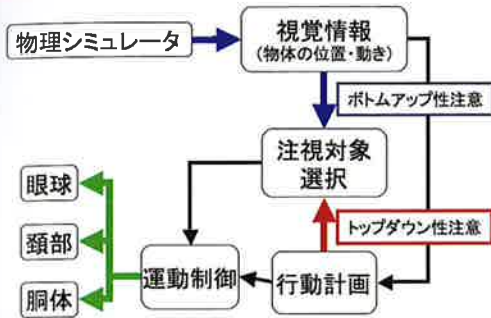 物理シミュレータ
視覚情報
(物体の位置・動き)
ボトムアップ性注意
注視対象
選択
眼球
トップダウン性注意
頚部
運動制御
行動計画
胴体